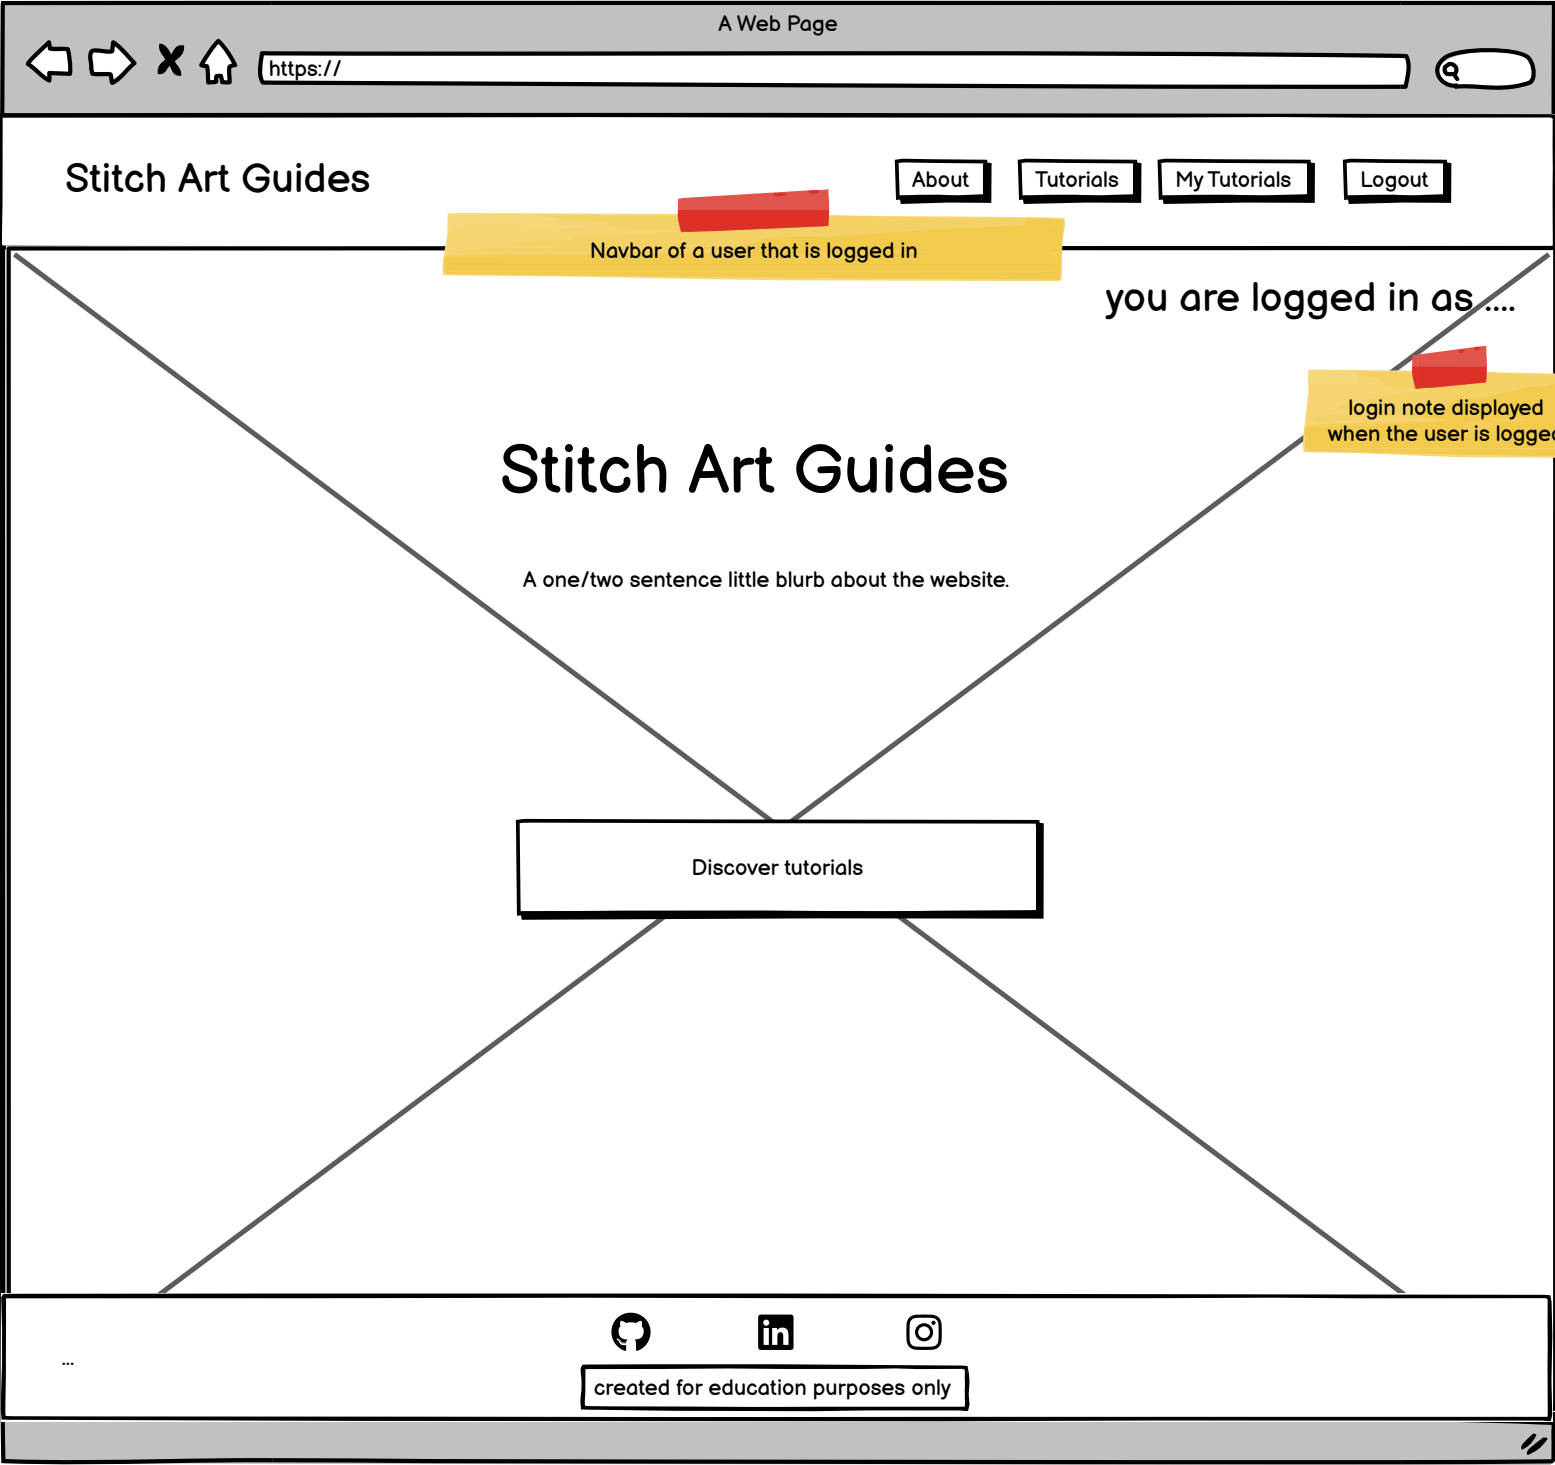 A Web Page
https://
Stitch Art Guides
About
Tutorials
My Tutorials
Logout
Navbar of a user that is logged in
you are logged in as ....
login note displayed
when the user is logged
Stitch Art Guides
A one/two sentence little blurb about the website.
Discover tutorials
in
...
created for education purposes only